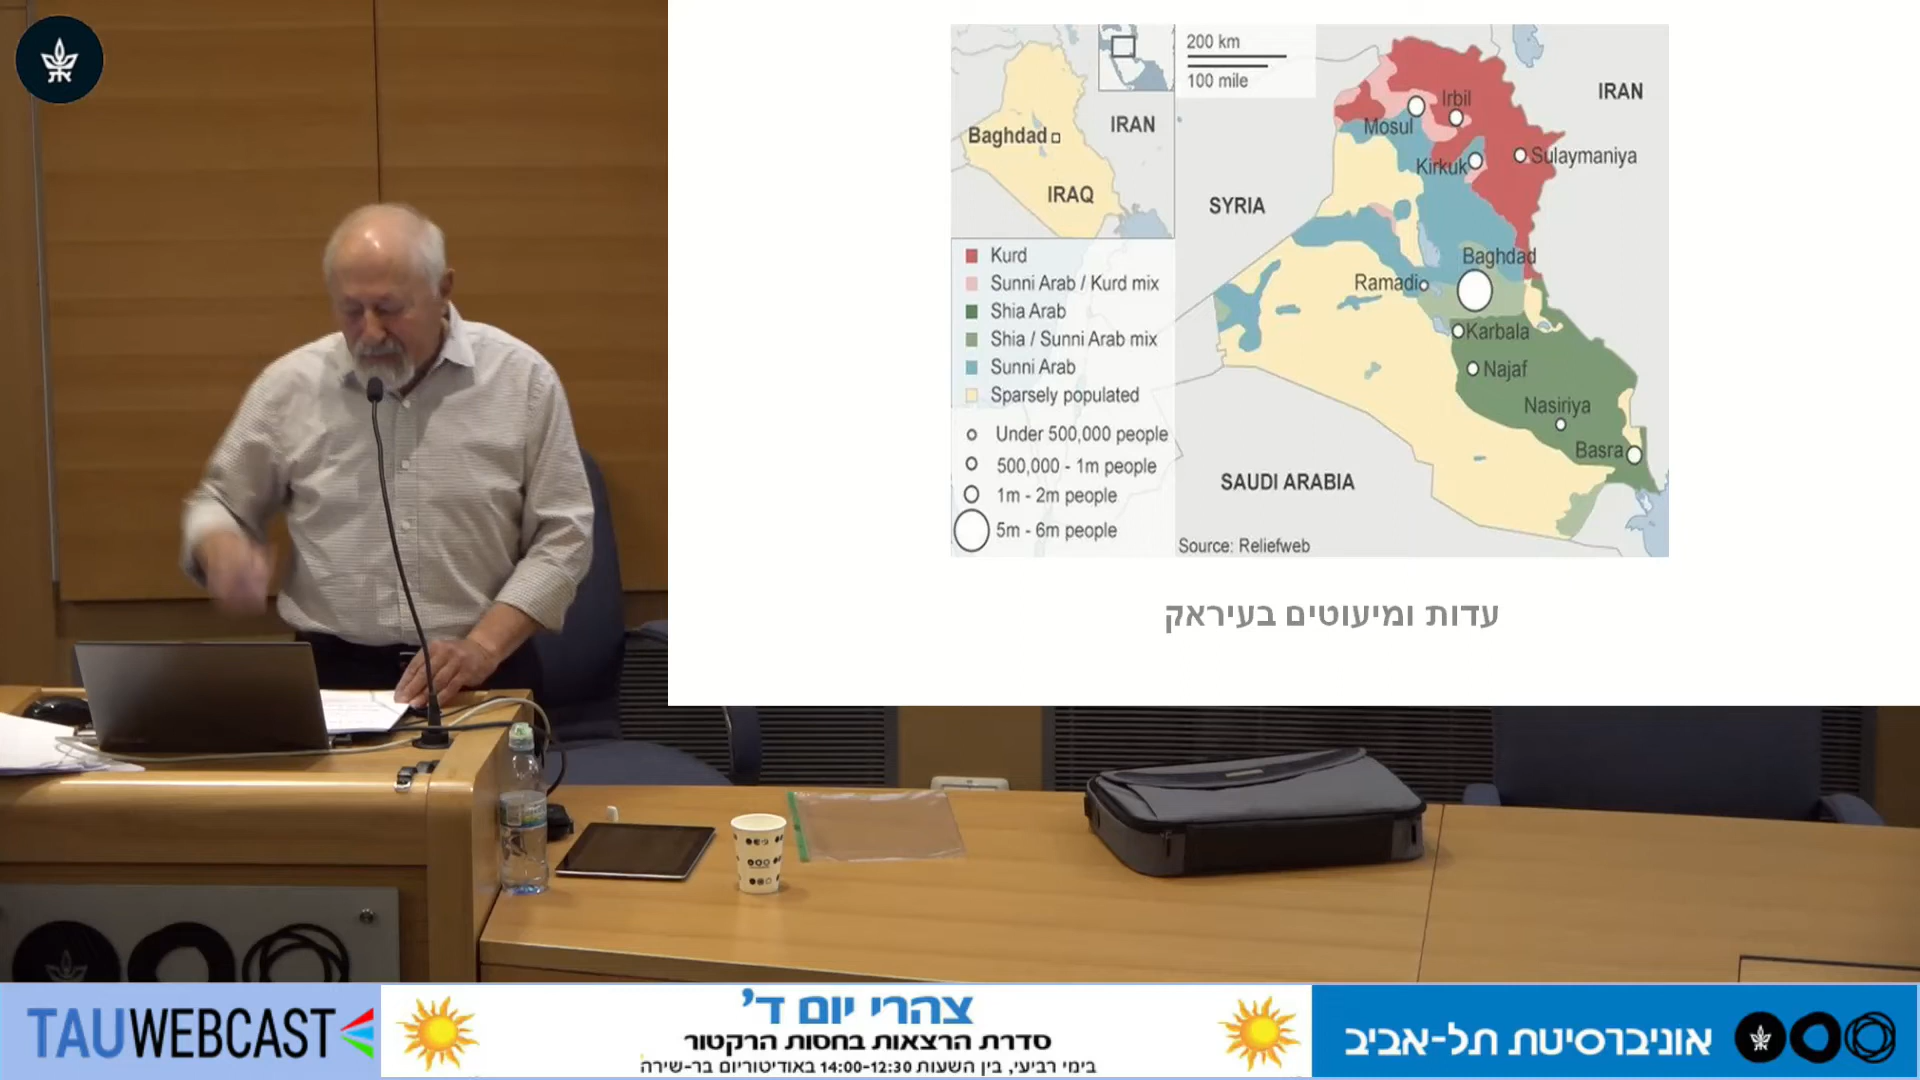 200 km
100 mile
IRAN
Baghdad
IRAQ
IRAN
SYRIA
SAUDI ARABIA
Irbil
Mosul
Kirkuk
Sulaymaniya
Baghdad
Ramadi
Karbala
Najaf
Nasiriya
Basra
Kurd
Sunni Arab / Kurd mix
Shia Arab
Shia / Sunni Arab mix
Sunni Arab
Sparsely populated
Under 500,000 people
500,000 - 1m people
1m - 2m people
5m - 6m people
Source: Reliefweb
עדות ומיעוטים בעיראק
TAUWEBCAST
צהרי יום ד'
סדרת הרצאות בחסות הרקטור
בימי רביעי, בין השעות 14:00-12:30 באודיטוריום בר-שירה
אוניברסיטת תל-אביב